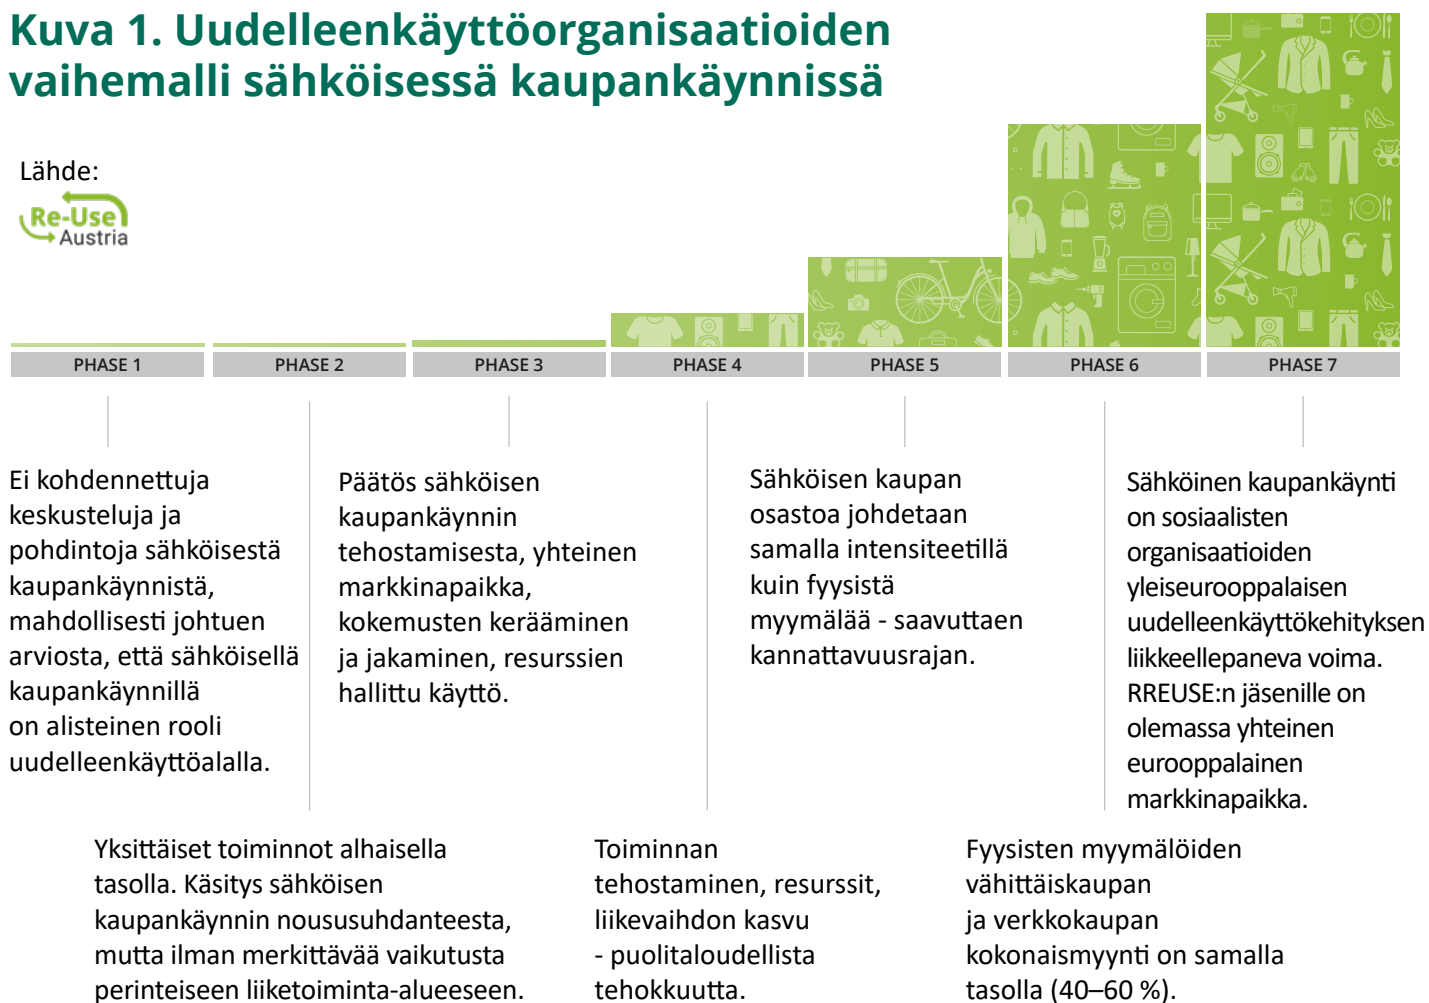 Kuva 1. Uudelleenkäyttöorganisaatioiden
vaihemalli sähköisessä kaupankäynnissä
Lähde:
Re-Use
Austria
PHASE 1
PHASE 2
PHASE 3
PHASE 4
PHASE 5
PHASE 6
PHASE 7
Ei kohdennettuja
keskusteluja ja
pohdintoja sähköisestä
kaupankäynnistä,
mahdollisesti johtuen
arviosta, että sähköisellä
kaupankäynnillä
on alisteinen rooli
uudelleenkäyttöalalla.
Yksittäiset toiminnot alhaisella
tasolla. Käsitys sähköisen
kaupankäynnin noususuhdanteesta,
mutta ilman merkittävää vaikutusta
perinteiseen liiketoiminta-alueeseen.
Päätös sähköisen
kaupankäynnin
tehostamisesta, yhteinen
markkinapaikka,
kokemusten kerääminen
ja jakaminen, resurssien
hallittu käyttö.
Toiminnan
tehostaminen, resurssit,
liikevaihdon kasvu
- puolitaloudellista
tehokkuutta.
Sähköisen kaupan
osastoa johdetaan
samalla intensiteetillä
kuin fyysistä
myymälää - saavuttaen
kannattavuusrajan.
Fyysisten myymälöiden
vähittäiskaupan
ja verkkokaupan
kokonaismyynti on samalla
tasolla (40–60 %).
Sähköinen kaupankäynti
on sosiaalisten
organisaatioiden
yleiseurooppalaisen
uudelleenkäyttökehityksen
liikkeellepaneva voima.
RREUSE:n jäsenille on
olemassa yhteinen
eurooppalainen
markkinapaikka.